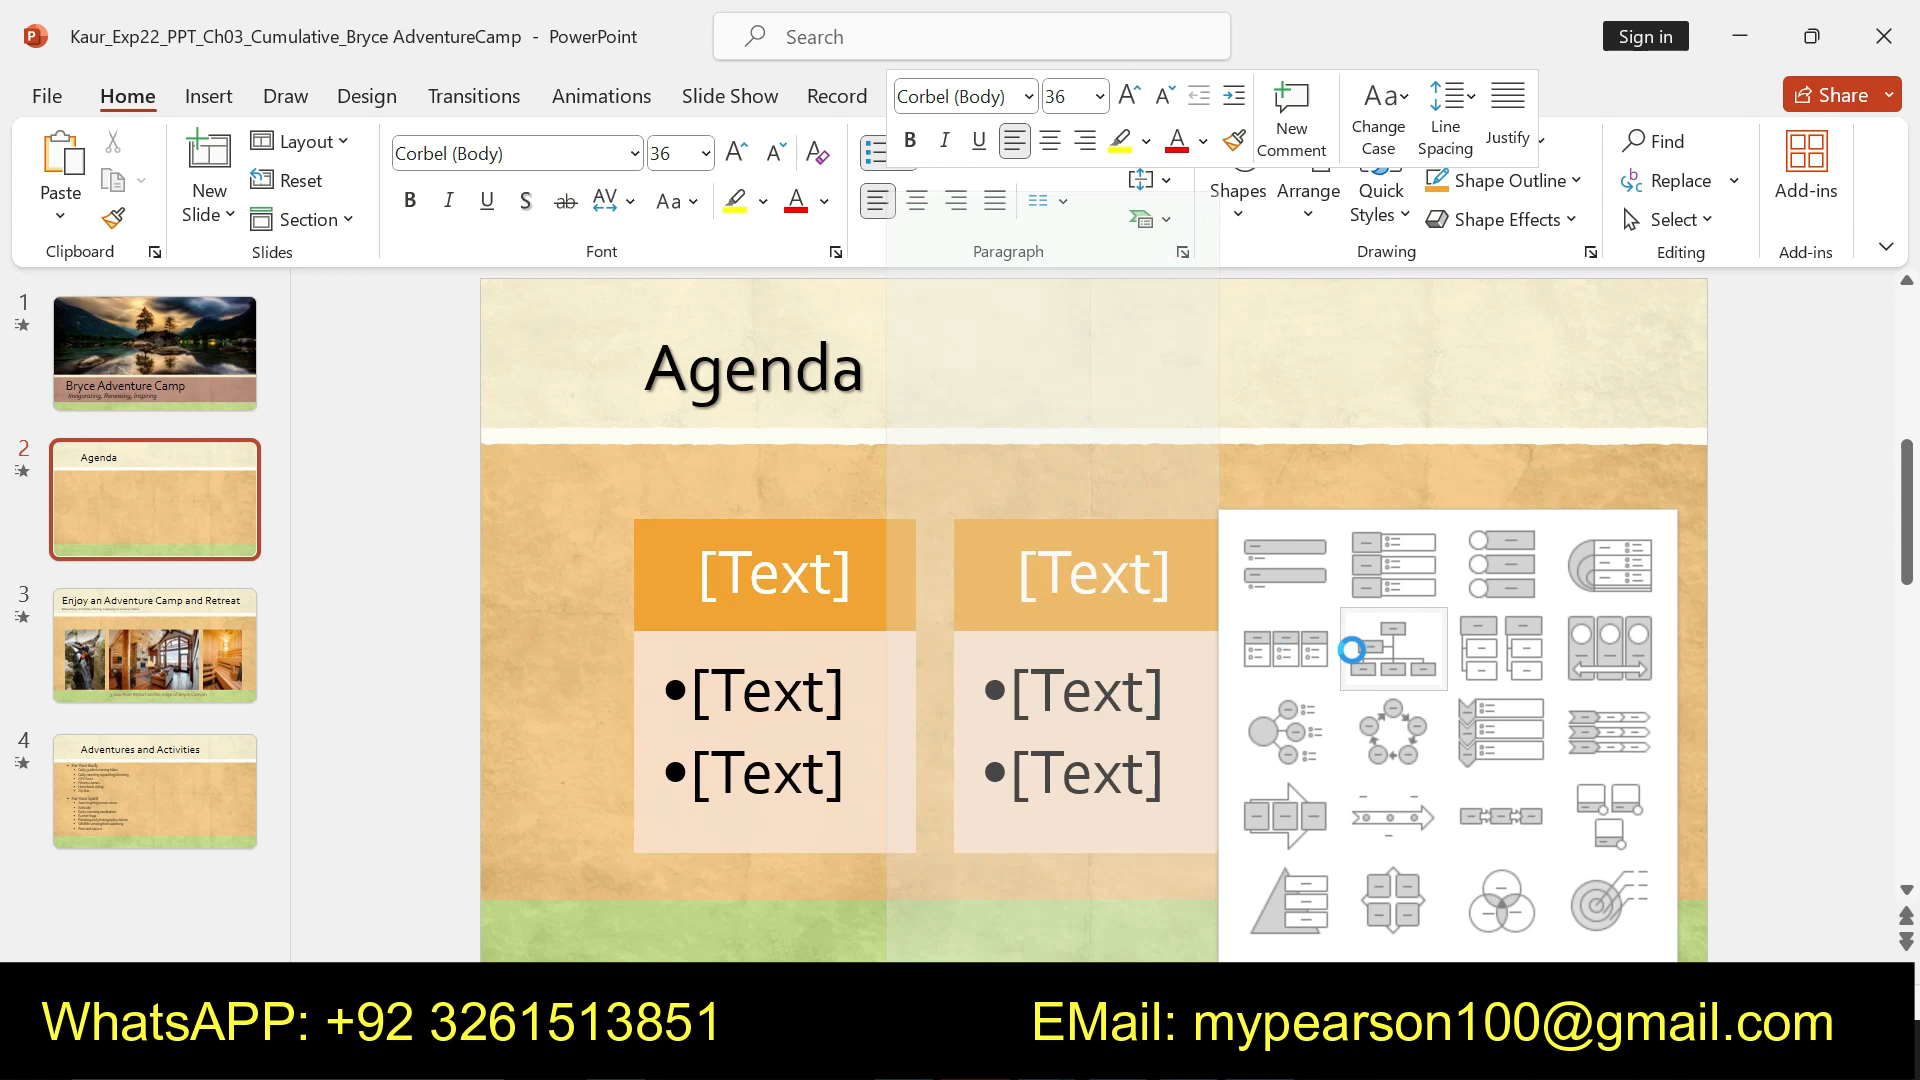 Kaur_Exp22_PPT_Ch03_Cumulative_Bryce AdventureCamp - PowerPoint
Search
Sign in
File
Home
Insert
Draw
Design
Transitions
Animations
Slide Show
Record
Share
Corbel (Body)
36
New Comment
Change Case
Line Spacing
Justify
Paste
Clipboard
New Slide
Layout
Reset
Section
Slides
Corbel (Body)
36
Font
Paragraph
Shapes
Arrange
Quick Styles
Shape Outline
Shape Effects
Drawing
Find
Replace
Select
Editing
Add-ins
Add-ins
1
Bryce Adventure Camp
Invigorating, Renewing, Inspiring
2
Agenda
3
Enjoy an Adventure Camp and Retreat
4
Adventures and Activities
Agenda
[Text]
[Text]
•[Text]
•[Text]
•[Text]
•[Text]
WhatsAPP: +92 3261513851
EMail: mypearson100@gmail.com